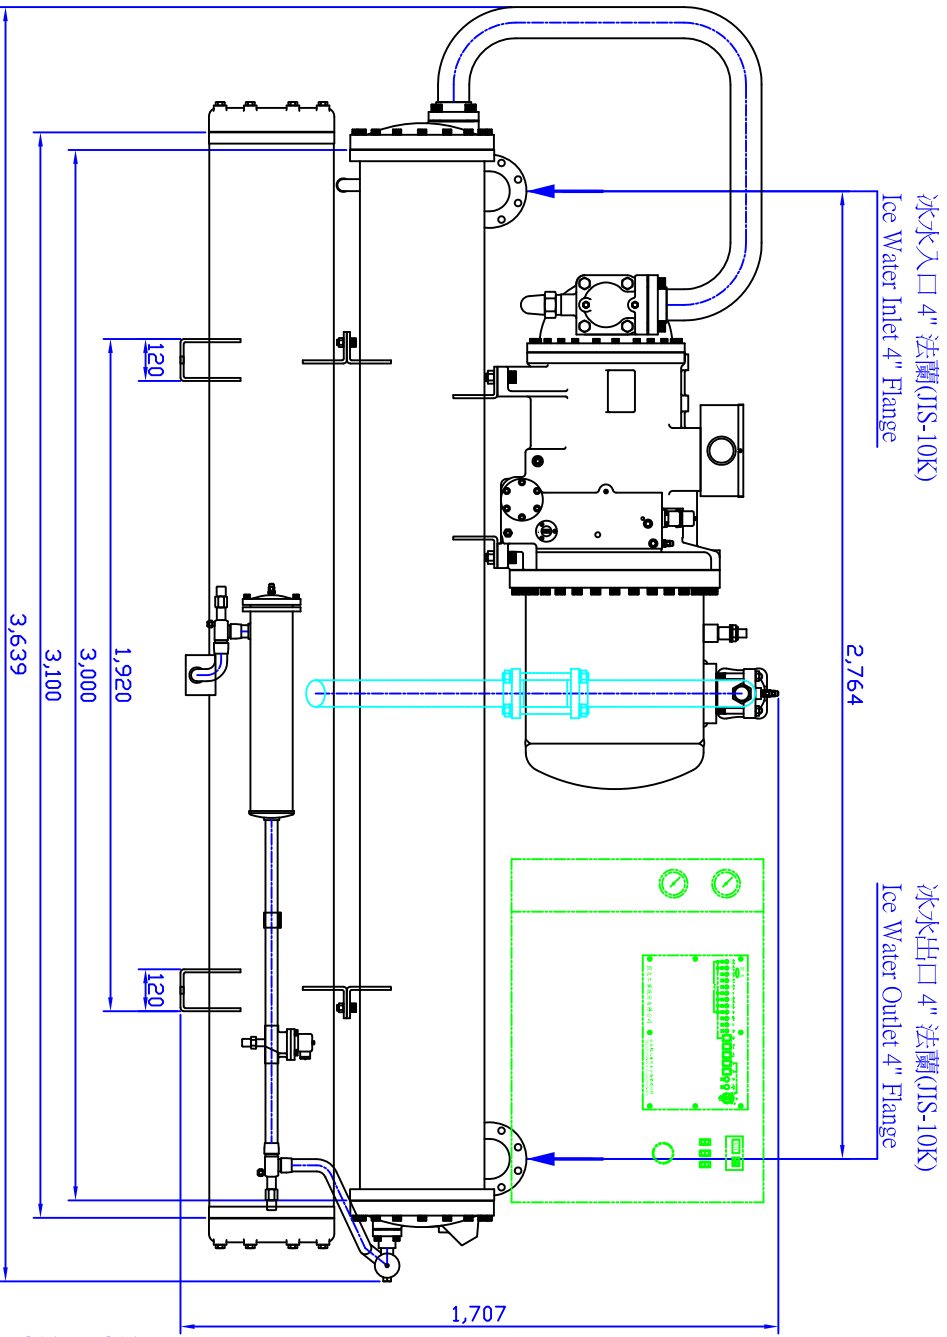 冰水入口 4" 法蘭(JIS-10K)
Ice Water Inlet 4" Flange
冰水出口 4" 法蘭(JIS-10K)
Ice Water Outlet 4" Flange
2,764
120
120
1,920
3,000
3,100
3,639
1,707